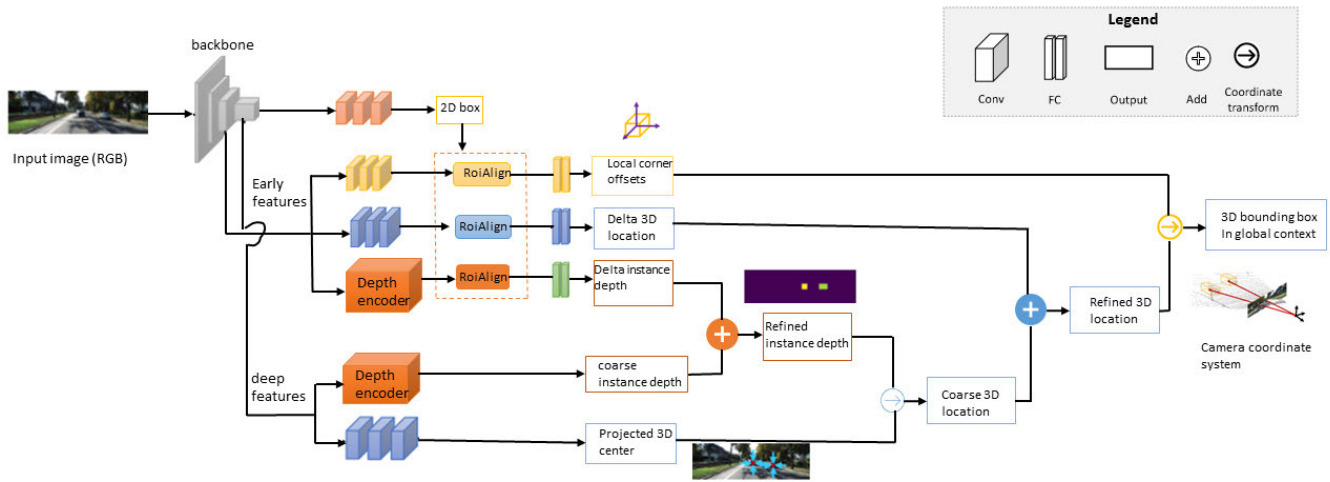 Legend
Conv
FC
Output
Add
Coordinate
transform
backbone
Input image (RGB)
2D box
Early
features
RoiAlign
Local corner
offsets
RoiAlign
Delta 3D
location
3D bounding box
In global context
Depth
encoder
RoiAlign
Delta instance
depth
Refined
instance depth
Refined 3D
location
Camera coordinate
system
deep
features
Depth
encoder
coarse
instance depth
Coarse 3D
location
Projected 3D
center